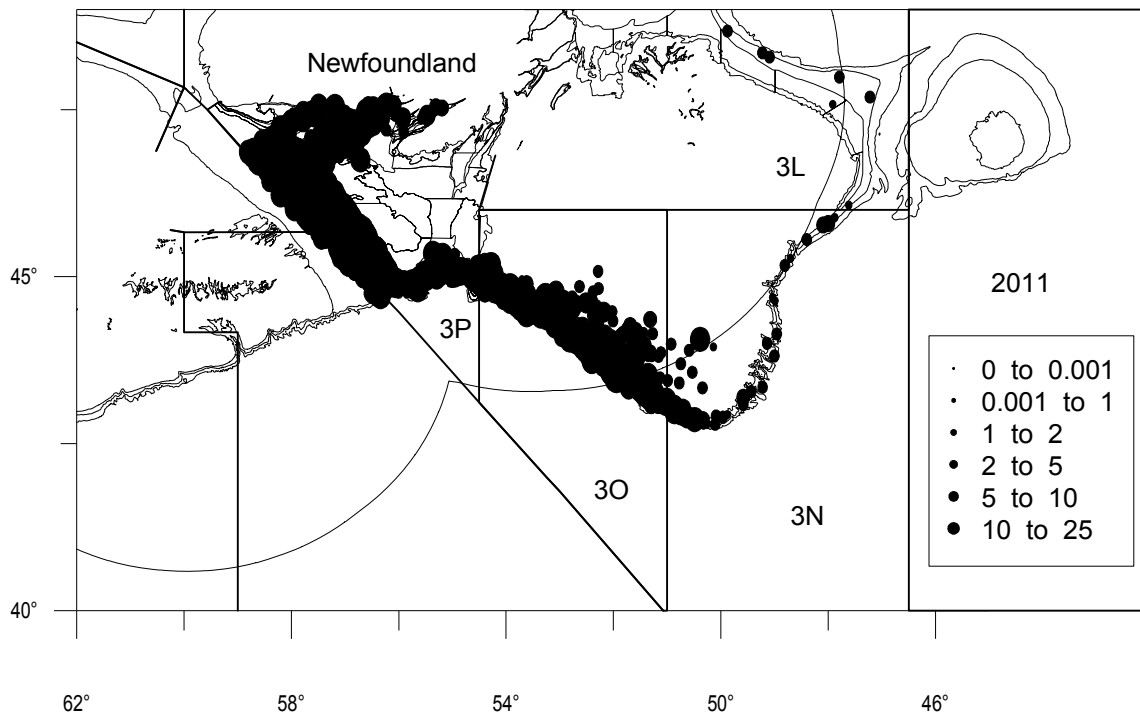 Newfoundland
3L
45°
2011
3P
0 to 0.001
0.001 to 1
1 to 2
2 to 5
5 to 10
10 to 25
3O
3N
40°
62°
58°
54°
50°
46°